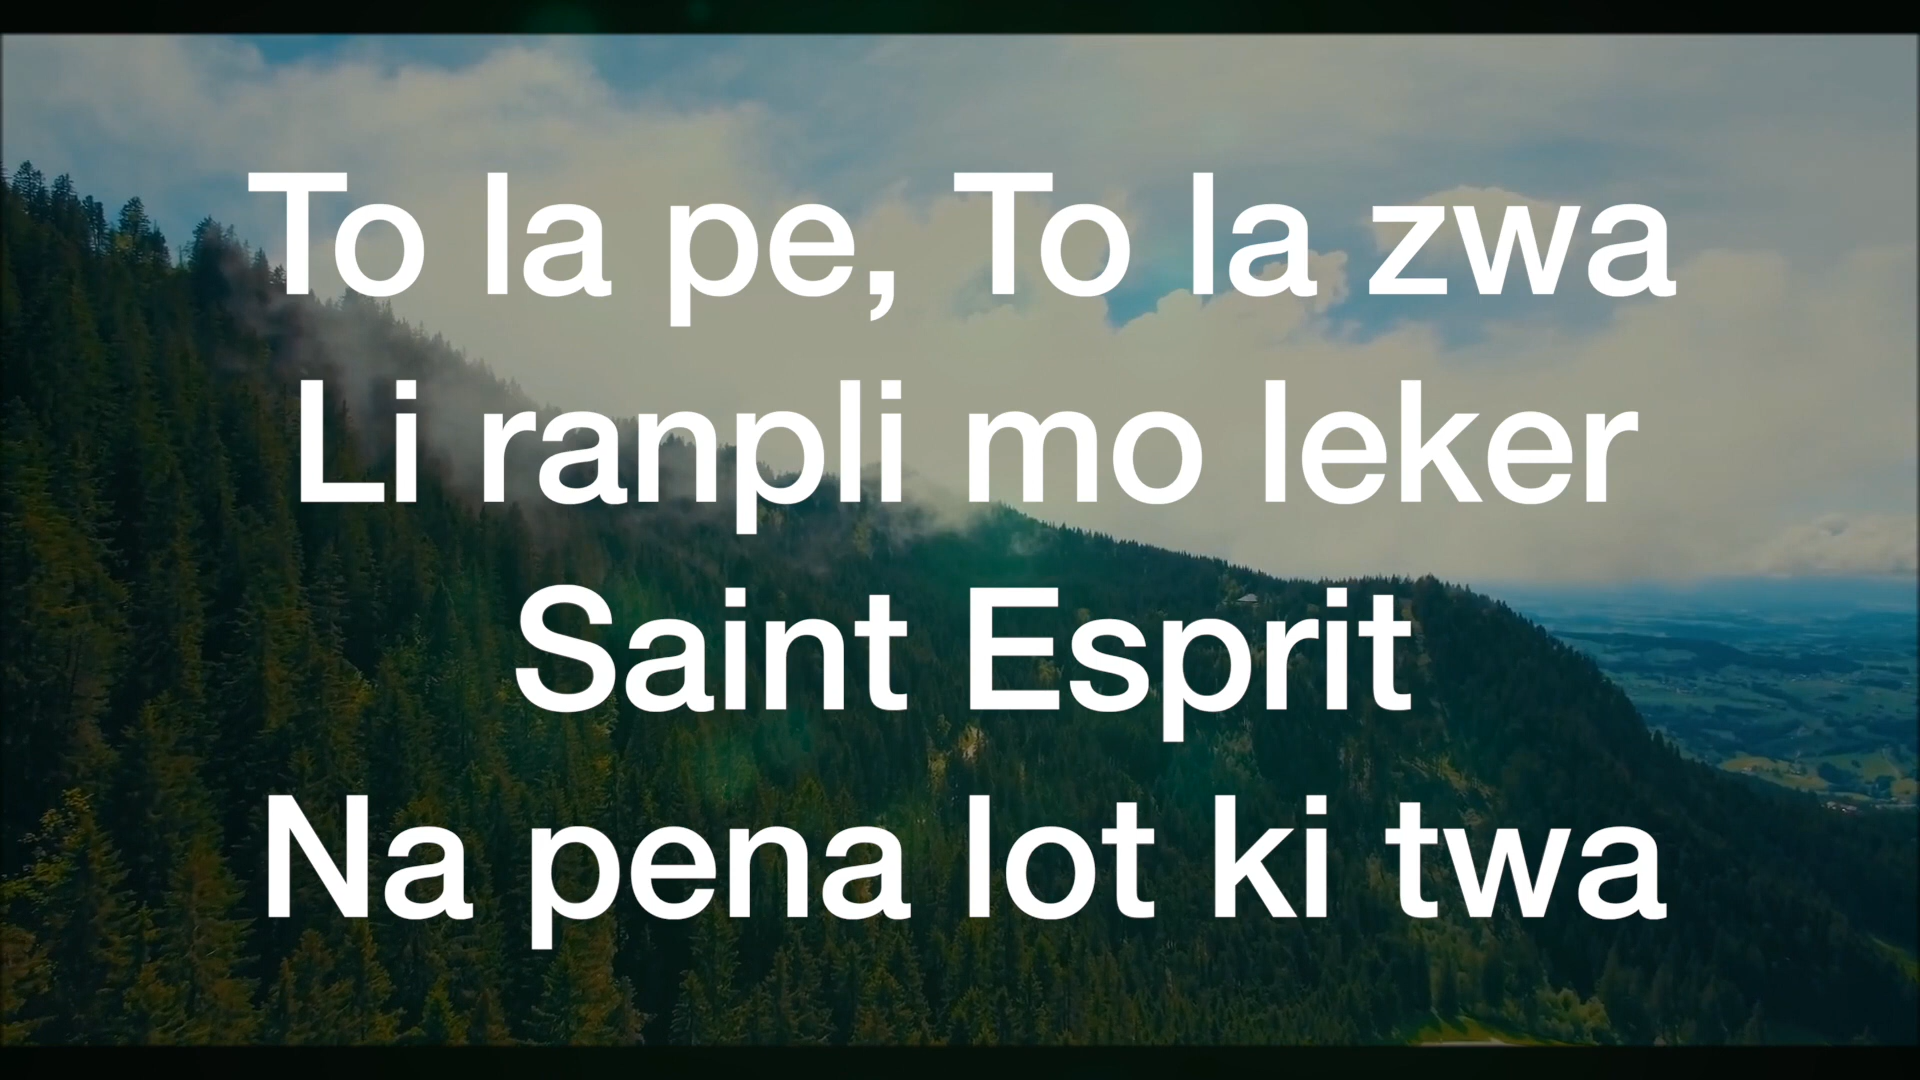 To la pe, To la zwa
Li ranpli mo leker
Saint Esprit
Na pena lot ki twa